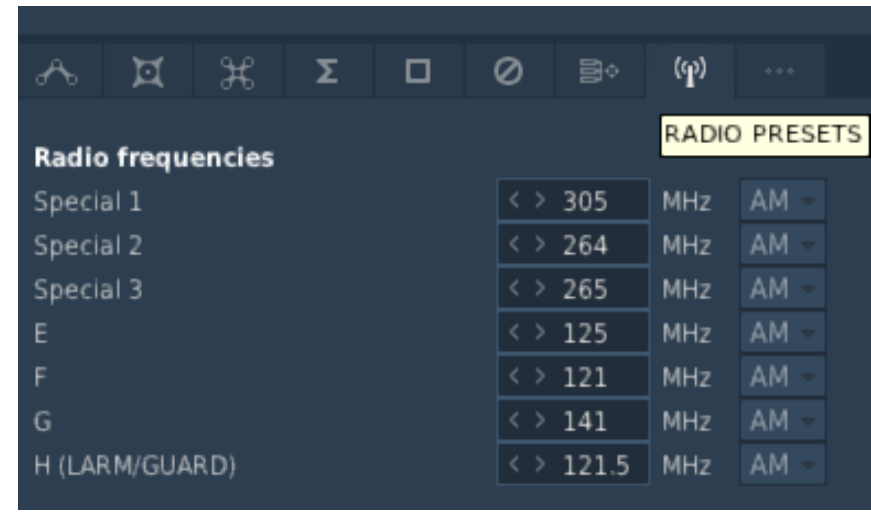 RADIO PRESETS
Radio frequencies
Special 1 < > 305 MHz AM
Special 2 < > 264 MHz AM
Special 3 < > 265 MHz AM
E < > 125 MHz AM
F < > 121 MHz AM
G < > 141 MHz AM
H (LARM/GUARD) < > 121.5 MHz AM